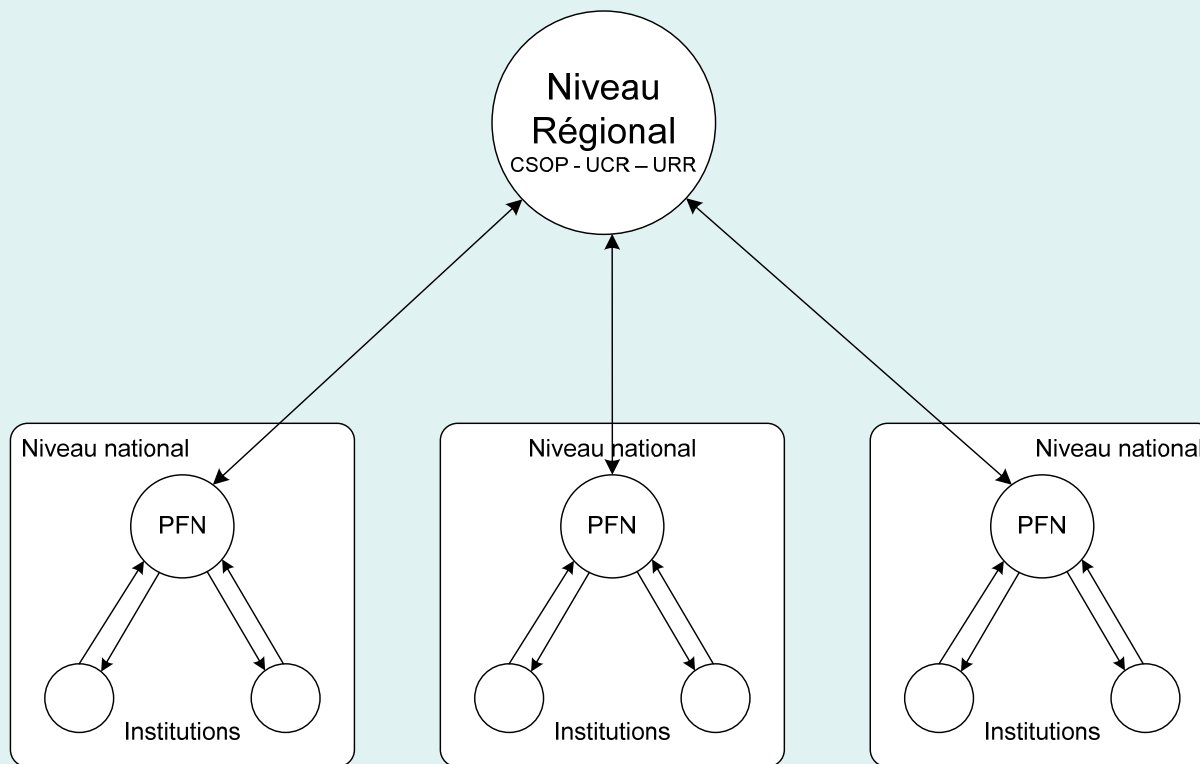 Niveau
Régional
CSOP - UCR – URR
Niveau national
Niveau national
Niveau national
PFN
PFN
PFN
Institutions
Institutions
Institutions